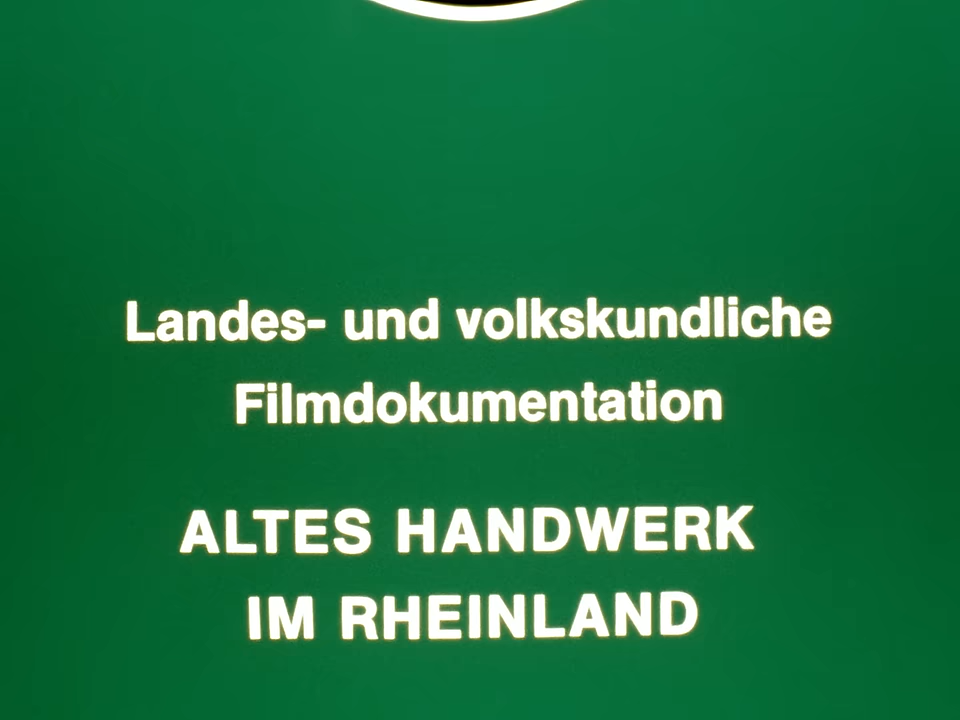 Landes- und volkskundliche
Filmdokumentation
ALTES HANDWERK
IM RHEINLAND